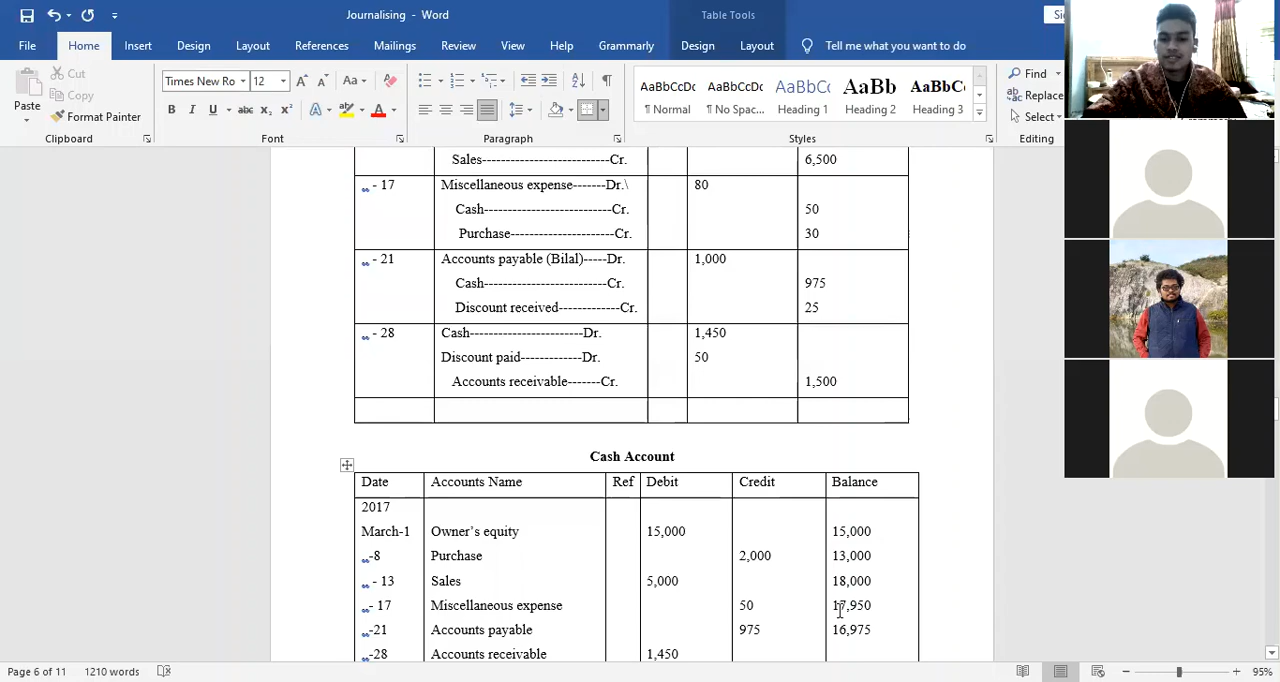 Journalising - Word
Table Tools
File Home Insert Design Layout References Mailings Review View Help Grammarly Design Layout Tell me what you want to do
Paste
Cut
Copy
Format Painter
Clipboard
Times New Ro 12
Font
Paragraph
AaBbCcDc AaBbCcDc AaBbCc AaBb AaBbC
¶ Normal ¶ No Spac... Heading 1 Heading 2 Heading 3
Styles
Find
Replace
Select
Editing
Sales---------------------------Cr. 6,500
„ - 17 Miscellaneous expense-------Dr.\ 80
Cash---------------------------Cr. 50
Purchase----------------------Cr. 30
„ - 21 Accounts payable (Bilal)-----Dr. 1,000
Cash--------------------------Cr. 975
Discount received-------------Cr. 25
„ - 28 Cash------------------------Dr. 1,450
Discount paid-------------Dr. 50
Accounts receivable-------Cr. 1,500
Cash Account
Date Accounts Name Ref Debit Credit Balance
2017
March-1 Owner’s equity 15,000 15,000
„-8 Purchase 2,000 13,000
„ - 13 Sales 5,000 18,000
„- 17 Miscellaneous expense 50 17,950
„-21 Accounts payable 975 16,975
„-28 Accounts receivable 1,450
Page 6 of 11 1210 words 95%